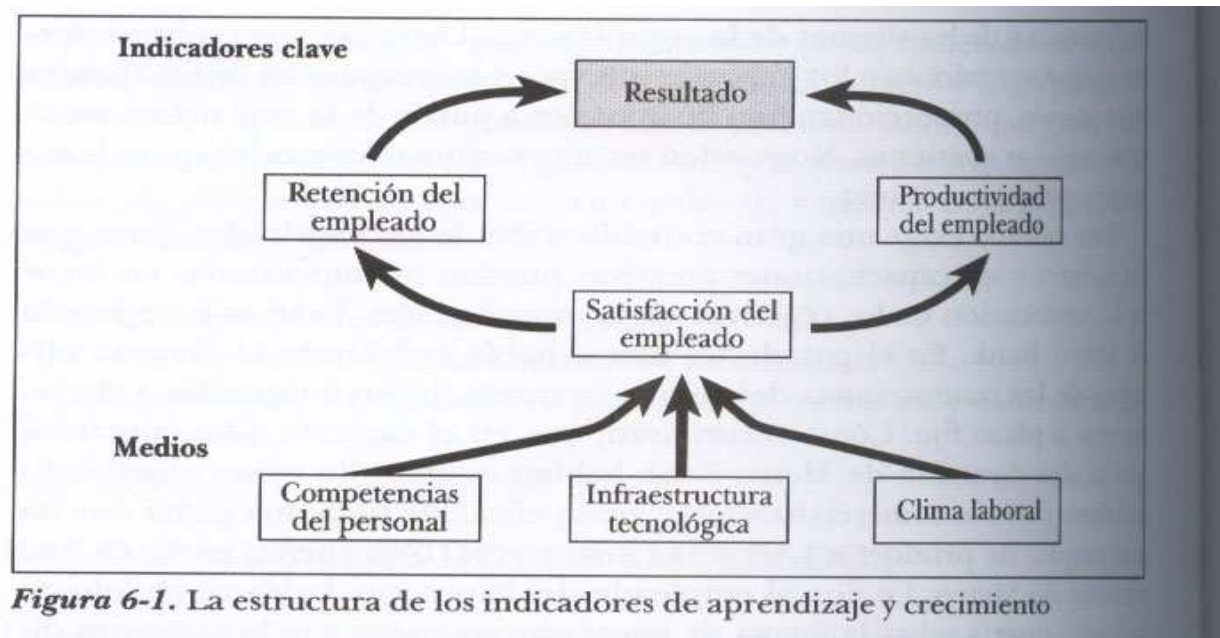 Indicadores clave
Resultado
Retención del
empleado
Productividad
del empleado
Satisfacción del
empleado
Medios
Competencias
del personal
Infraestructura
tecnológica
Clima laboral
Figura 6-1. La estructura de los indicadores de aprendizaje y crecimiento